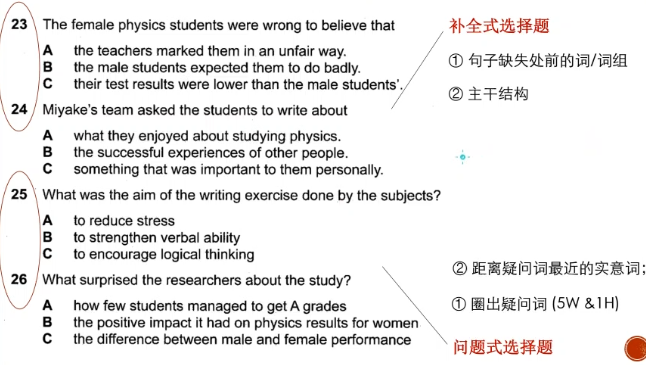 23 The female physics students were wrong to believe that
A the teachers marked them in an unfair way.
B the male students expected them to do badly.
C their test results were lower than the male students'.
24 Miyake's team asked the students to write about
A what they enjoyed about studying physics.
B the successful experiences of other people.
C something that was important to them personally.
25 What was the aim of the writing exercise done by the subjects?
A to reduce stress
B to strengthen verbal ability
C to encourage logical thinking
26 What surprised the researchers about the study?
A how few students managed to get A grades
B the positive impact it had on physics results for women
C the difference between male and female performance
补全式选择题
① 句子缺失处前的词/词组
② 主干结构
② 距离疑问词最近的实意词;
① 圈出疑问词 (5W &1H)
问题式选择题